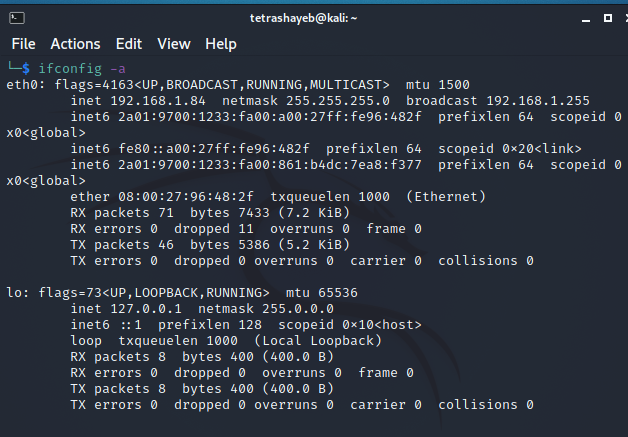 tetrashayeb@kali: ~
File Actions Edit View Help
└─$ ifconfig -a
eth0: flags=4163<UP,BROADCAST,RUNNING,MULTICAST>  mtu 1500
        inet 192.168.1.84  netmask 255.255.255.0  broadcast 192.168.1.255
        inet6 2a01:9700:1233:fa00:a00:27ff:fe96:482f  prefixlen 64  scopeid 0
x0<global>
        inet6 fe80::a00:27ff:fe96:482f  prefixlen 64  scopeid 0×20<link>
        inet6 2a01:9700:1233:fa00:861:b4dc:7ea8:f377  prefixlen 64  scopeid 0
x0<global>
        ether 08:00:27:96:48:2f  txqueuelen 1000  (Ethernet)
        RX packets 71  bytes 7433 (7.2 KiB)
        RX errors 0  dropped 11  overruns 0  frame 0
        TX packets 46  bytes 5386 (5.2 KiB)
        TX errors 0  dropped 0 overruns 0  carrier 0  collisions 0
lo: flags=73<UP,LOOPBACK,RUNNING>  mtu 65536
        inet 127.0.0.1  netmask 255.0.0.0
        inet6 ::1  prefixlen 128  scopeid 0×10<host>
        loop  txqueuelen 1000  (Local Loopback)
        RX packets 8  bytes 400 (400.0 B)
        RX errors 0  dropped 0  overruns 0  frame 0
        TX packets 8  bytes 400 (400.0 B)
        TX errors 0  dropped 0 overruns 0  carrier 0  collisions 0